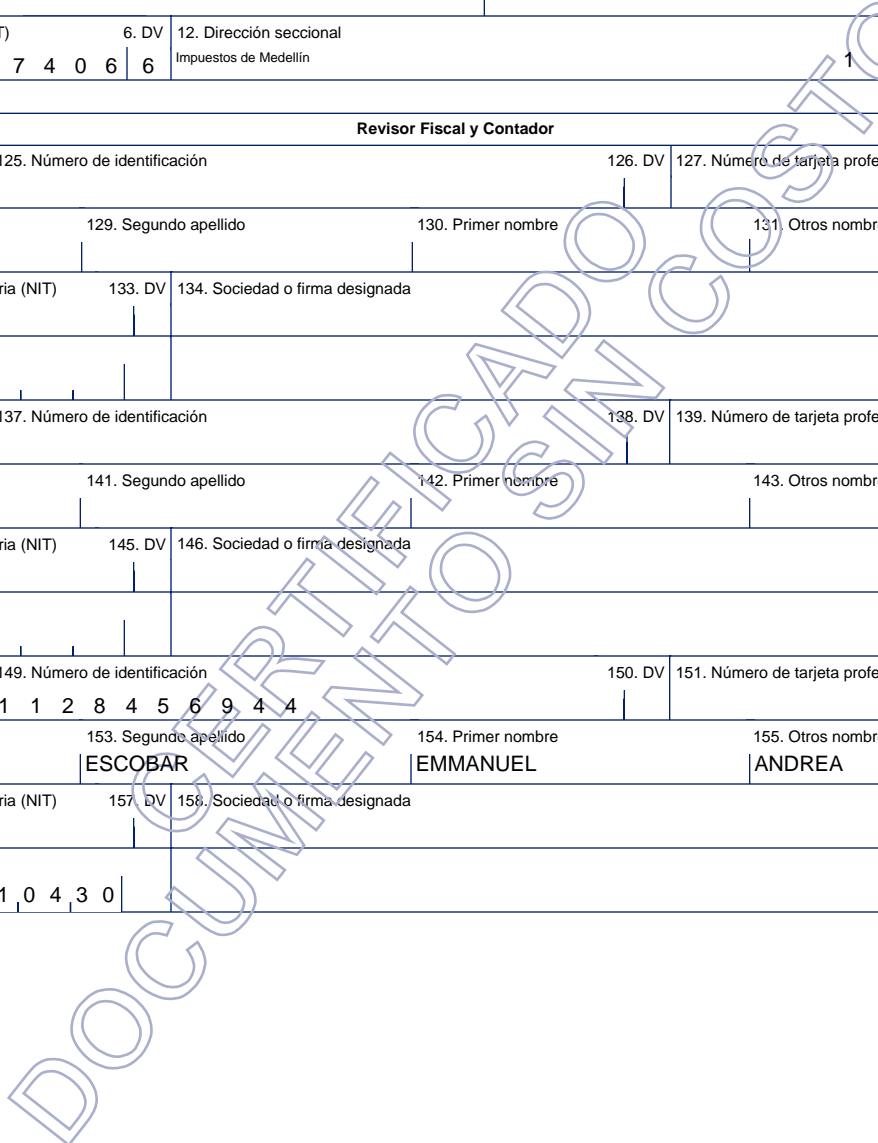 T) 6. DV 12. Dirección seccional
7 4 0 6 6 Impuestos de Medellín 1
Revisor Fiscal y Contador
125. Número de identificación 126. DV 127. Número de tarjeta profe
129. Segundo apellido 130. Primer nombre 131. Otros nombr
ria (NIT) 133. DV 134. Sociedad o firma designada
137. Número de identificación 138. DV 139. Número de tarjeta profe
141. Segundo apellido 142. Primer nombre 143. Otros nombr
ria (NIT) 145. DV 146. Sociedad o firma designada
149. Número de identificación 150. DV 151. Número de tarjeta profe
1 1 2 8 4 5 6 9 4 4
153. Segundo apellido 154. Primer nombre 155. Otros nombr
ESCOBAR EMMANUEL ANDREA
ria (NIT) 157. DV 158. Sociedad o firma designada
1 0 4 3 0
CERTIFICADO
DOCUMENTO SIN COSTO